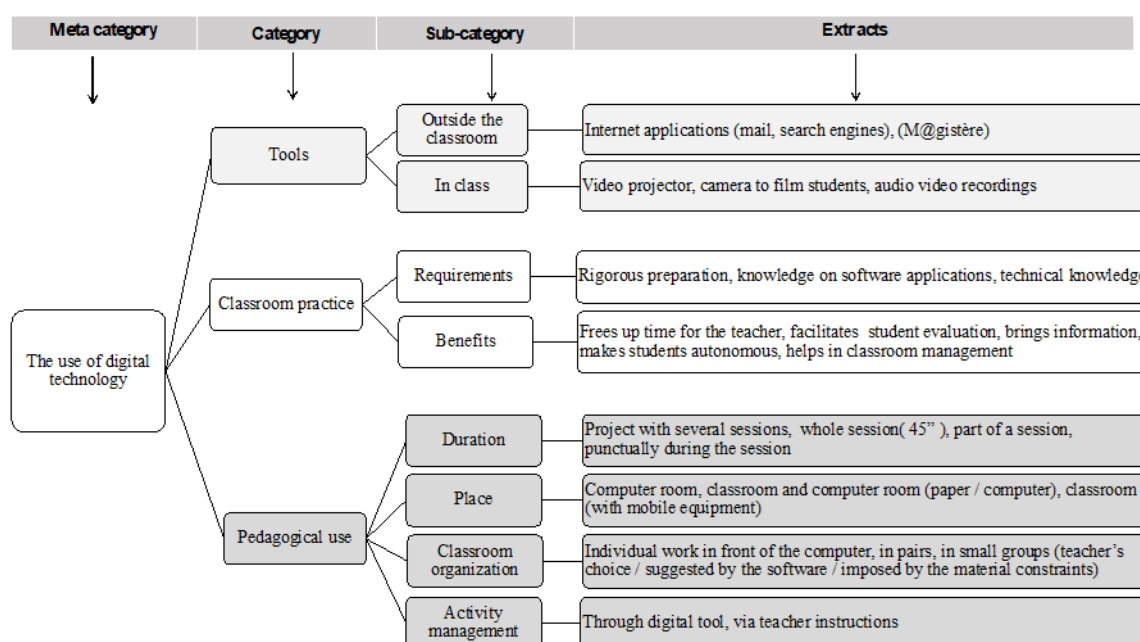 Meta category
Category
Sub-category
Extracts
Outside the
classroom
Internet applications (mail, search engines), (M@gistère)
Tools
In class
Video projector, camera to film students, audio video recordings
Requirements
Rigorous preparation, knowledge on software applications, technical knowledge
Classroom practice
Benefits
Frees up time for the teacher, facilitates student evaluation, brings information,
makes students autonomous, helps in classroom management
The use of digital
technology
Duration
Project with several sessions, whole session( 45” ), part of a session,
punctually during the session
Place
Computer room, classroom and computer room (paper / computer), classroom
(with mobile equipment)
Pedagogical use
Classroom
organization
Individual work in front of the computer, in pairs, in small groups (teacher’s
choice / suggested by the software / imposed by the material constraints)
Activity
management
Through digital tool, via teacher instructions